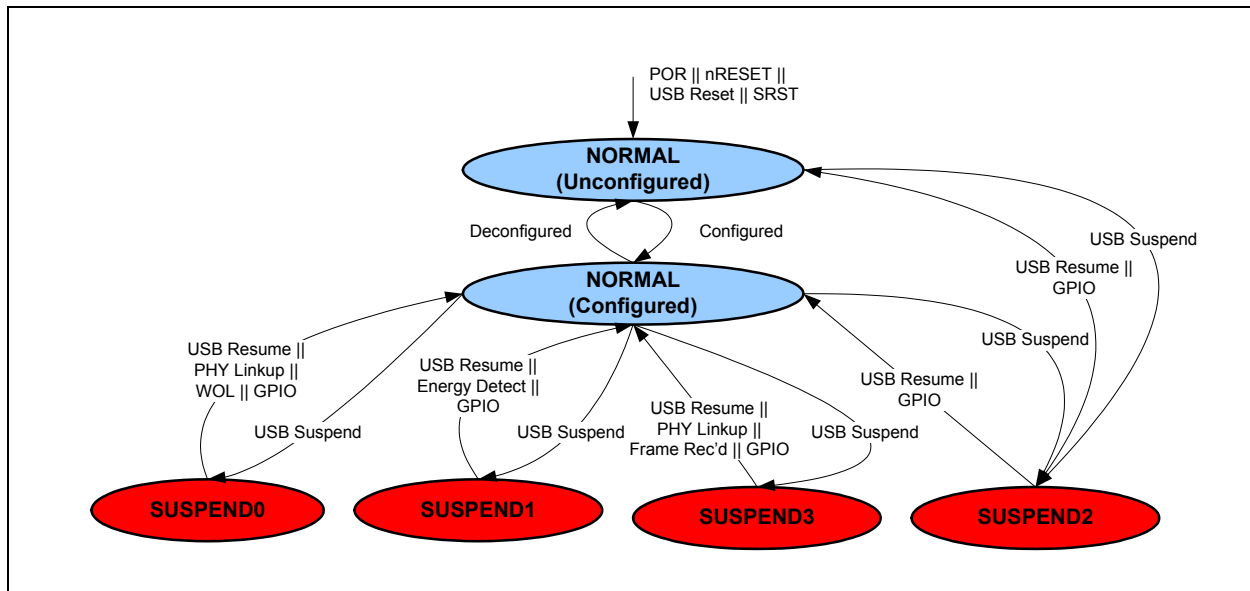 POR || nRESET ||
USB Reset || SRST
NORMAL
(Unconfigured)
Deconfigured
Configured
USB Suspend
USB Resume ||
GPIO
NORMAL
(Configured)
USB Resume ||
PHY Linkup ||
WOL || GPIO
USB Suspend
USB Resume ||
Energy Detect ||
GPIO
USB Suspend
USB Resume ||
PHY Linkup ||
Frame Rec’d || GPIO
USB Suspend
USB Resume ||
GPIO
USB Suspend
SUSPEND0
SUSPEND1
SUSPEND3
SUSPEND2